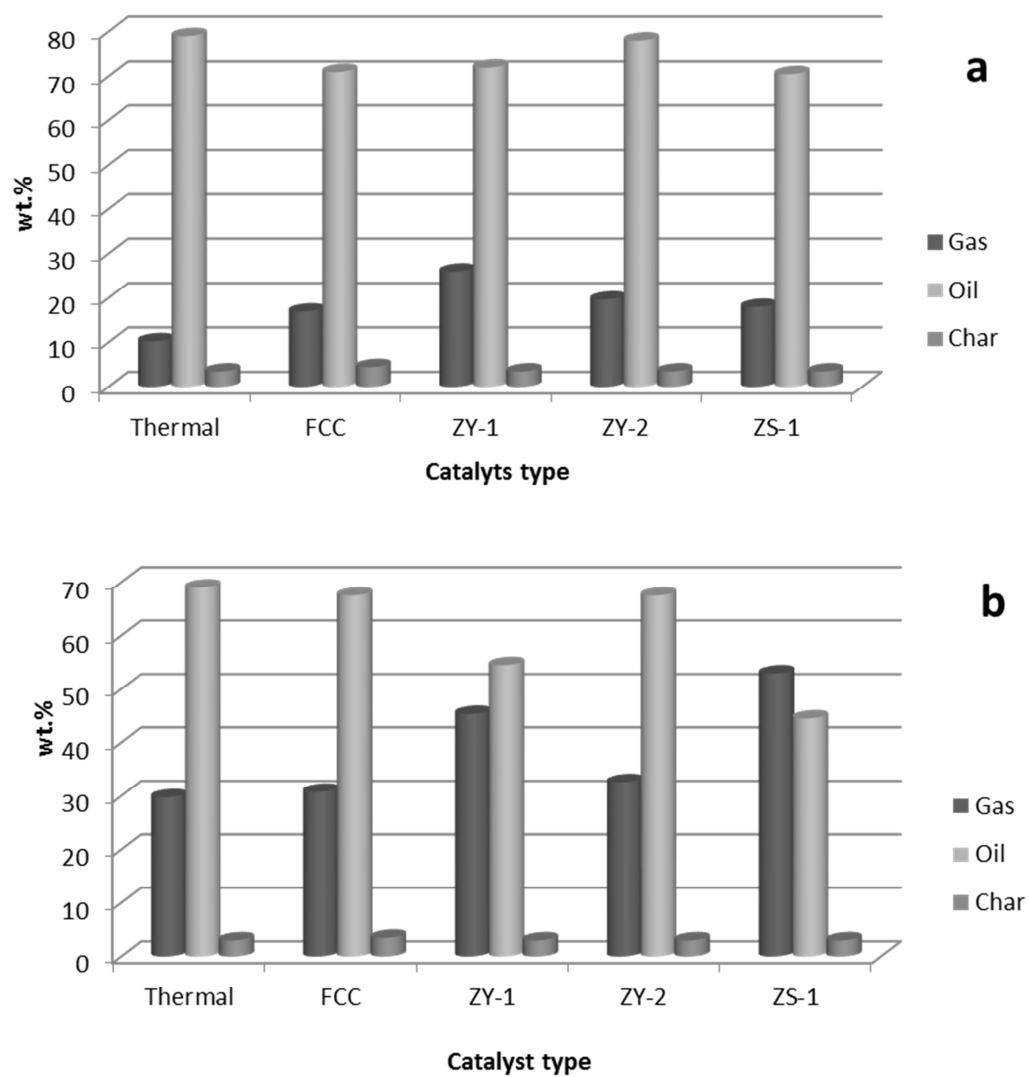 a
80
70
60
50
40
30
20
10
0
wt.%
Gas
Oil
Char
Thermal FCC ZY-1 ZY-2 ZS-1
Catalyts type
b
70
60
50
40
30
20
10
0
wt.%
Gas
Oil
Char
Thermal FCC ZY-1 ZY-2 ZS-1
Catalyst type